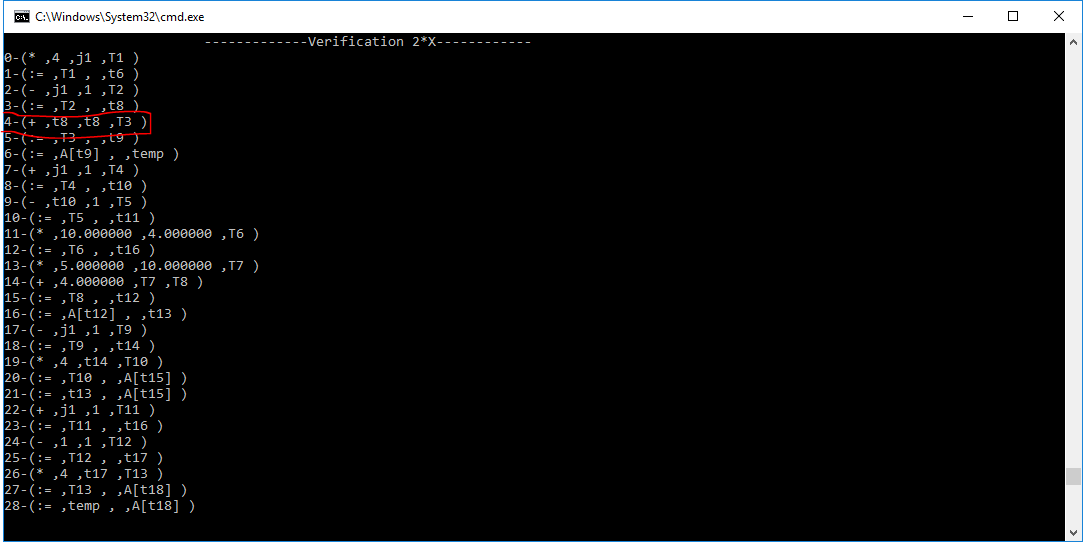 C:\Windows\System32\cmd.exe
-------------Verification 2*X------------
0-(* ,4 ,j1 ,T1 )
1-(:= ,T1 , ,t6 )
2-(- ,j1 ,1 ,T2 )
3-(:= ,T2 , ,t8 )
4-(+ ,t8 ,t8 ,T3 )
5-(:= ,T3 , ,t9 )
6-(:= ,A[t9] , ,temp )
7-(+ ,j1 ,1 ,T4 )
8-(:= ,T4 , ,t10 )
9-(- ,t10 ,1 ,T5 )
10-(:= ,T5 , ,t11 )
11-(* ,10.000000 ,4.000000 ,T6 )
12-(:= ,T6 , ,t16 )
13-(* ,5.000000 ,10.000000 ,T7 )
14-(+ ,4.000000 ,T7 ,T8 )
15-(:= ,T8 , ,t12 )
16-(:= ,A[t12] , ,t13 )
17-(- ,j1 ,1 ,T9 )
18-(:= ,T9 , ,t14 )
19-(* ,4 ,t14 ,T10 )
20-(:= ,T10 , ,A[t15] )
21-(:= ,t13 , ,A[t15] )
22-(+ ,j1 ,1 ,T11 )
23-(:= ,T11 , ,t16 )
24-(- ,1 ,1 ,T12 )
25-(:= ,T12 , ,t17 )
26-(* ,4 ,t17 ,T13 )
27-(:= ,T13 , ,A[t18] )
28-(:= ,temp , ,A[t18] )